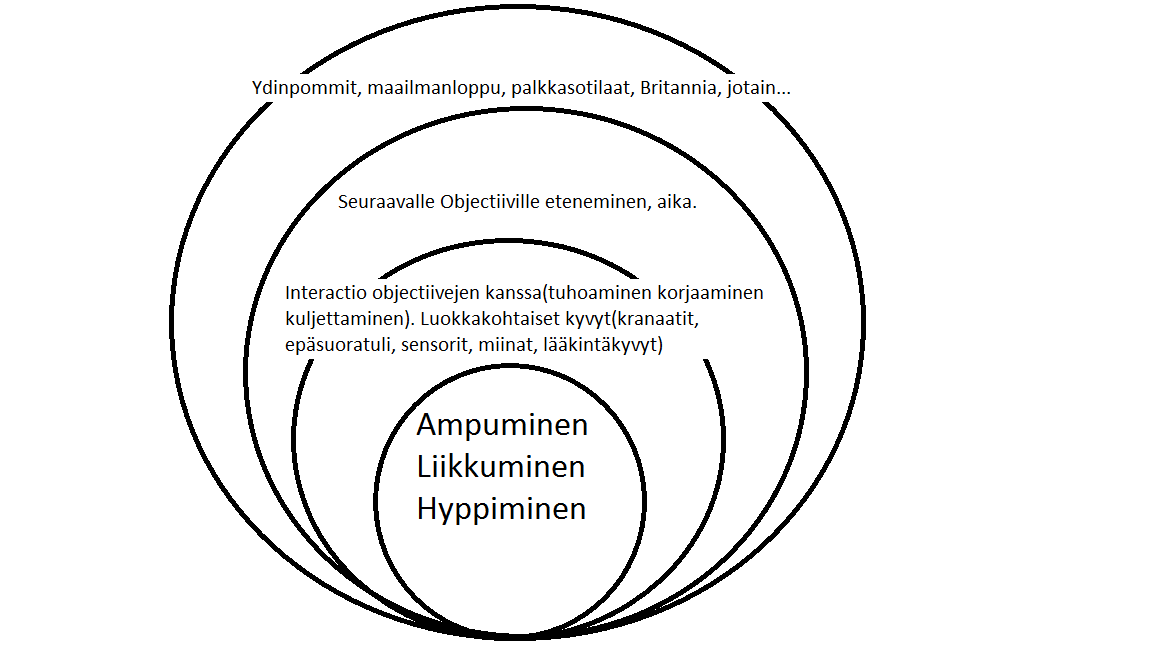 Ydinpommit, maailmanloppu, palkkasotilaat, Britannia, jotain...
Seuraavalle Objectiiville eteneminen, aika.
Interactio objectiivejen kanssa(tuhoaminen korjaaminen
kuljettaminen). Luokkakohtaiset kyvyt(kranaatit,
epäsuoratuli, sensorit, miinat, lääkintäkyvyt)
Ampuminen
Liikkuminen
Hyppiminen